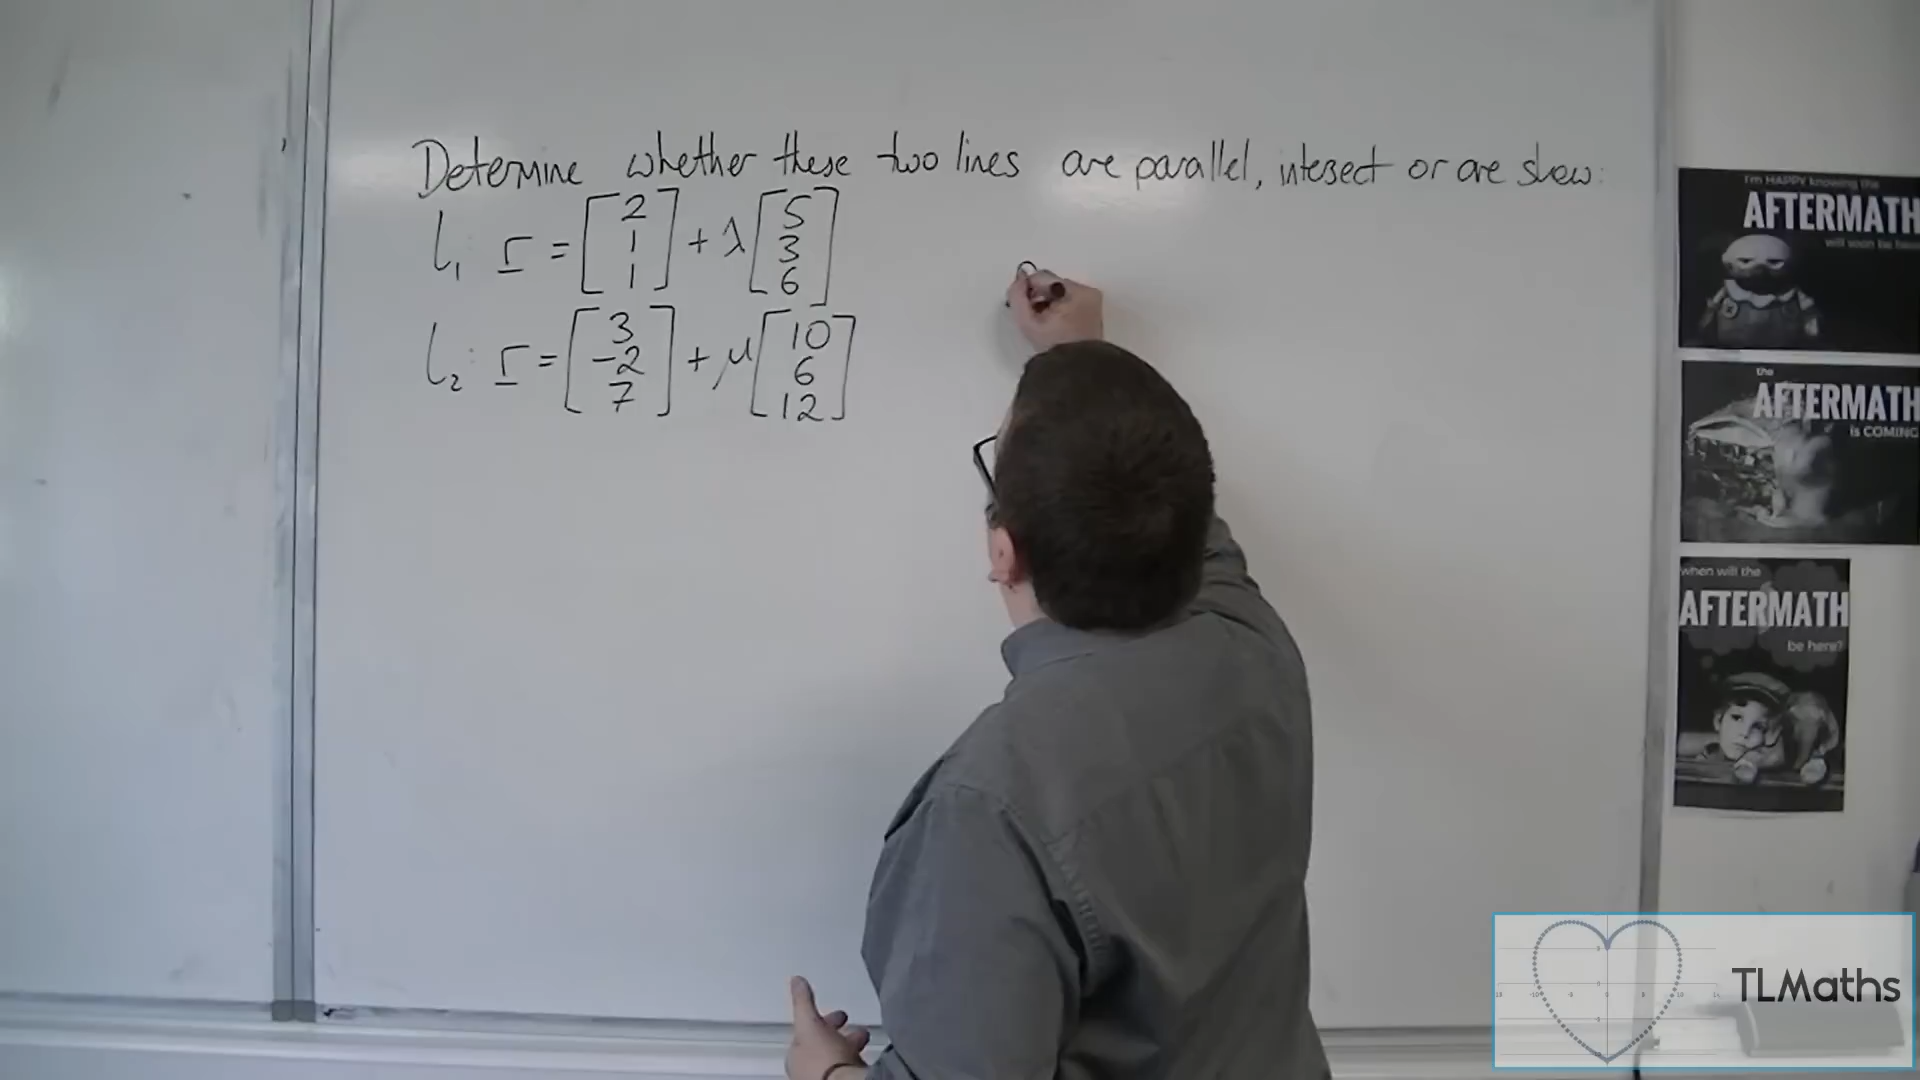 Determine whether these two lines are parallel, intersect or are skew:
l₁: r = [2 1 1] + λ[5 3 6]
l₂: r = [3 -2 7] + μ[10 6 12]
I'm HAPPY knowing the
AFTERMATH
will soon be here
the
AFTERMATH
is COMING
when will the
AFTERMATH
be here?
TLMaths